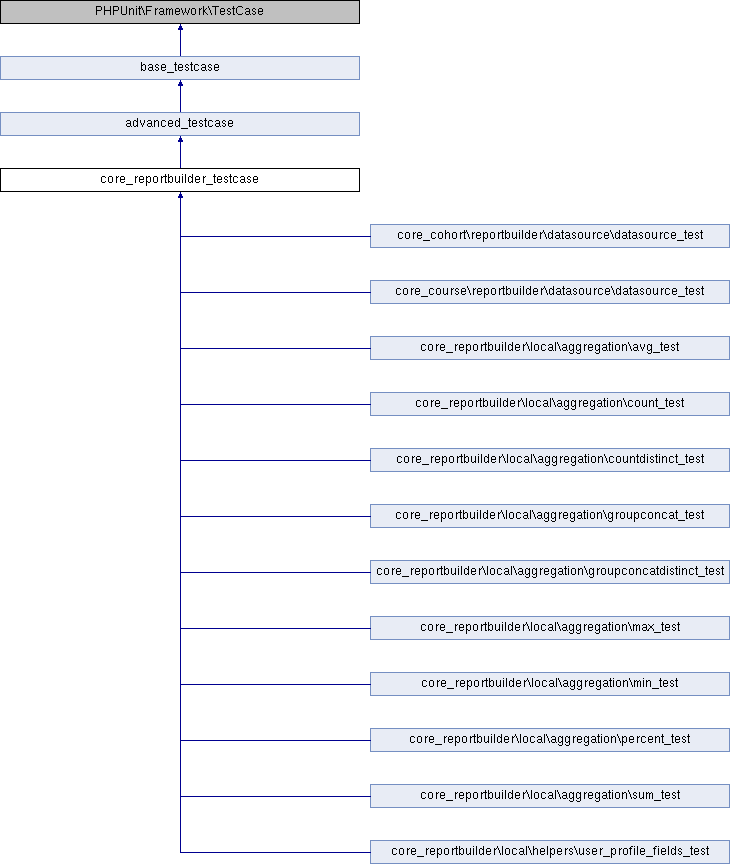 PHPUnit\Framework\TestCase
base_testcase
advanced_testcase
core_reportbuilder_testcase
core_cohort\reportbuilder\datasource\datasource_test
core_course\reportbuilder\datasource\datasource_test
core_reportbuilder\local\aggregation\avg_test
core_reportbuilder\local\aggregation\count_test
core_reportbuilder\local\aggregation\countdistinct_test
core_reportbuilder\local\aggregation\groupconcat_test
core_reportbuilder\local\aggregation\groupconcatdistinct_test
core_reportbuilder\local\aggregation\max_test
core_reportbuilder\local\aggregation\min_test
core_reportbuilder\local\aggregation\percent_test
core_reportbuilder\local\aggregation\sum_test
core_reportbuilder\local\helpers\user_profile_fields_test